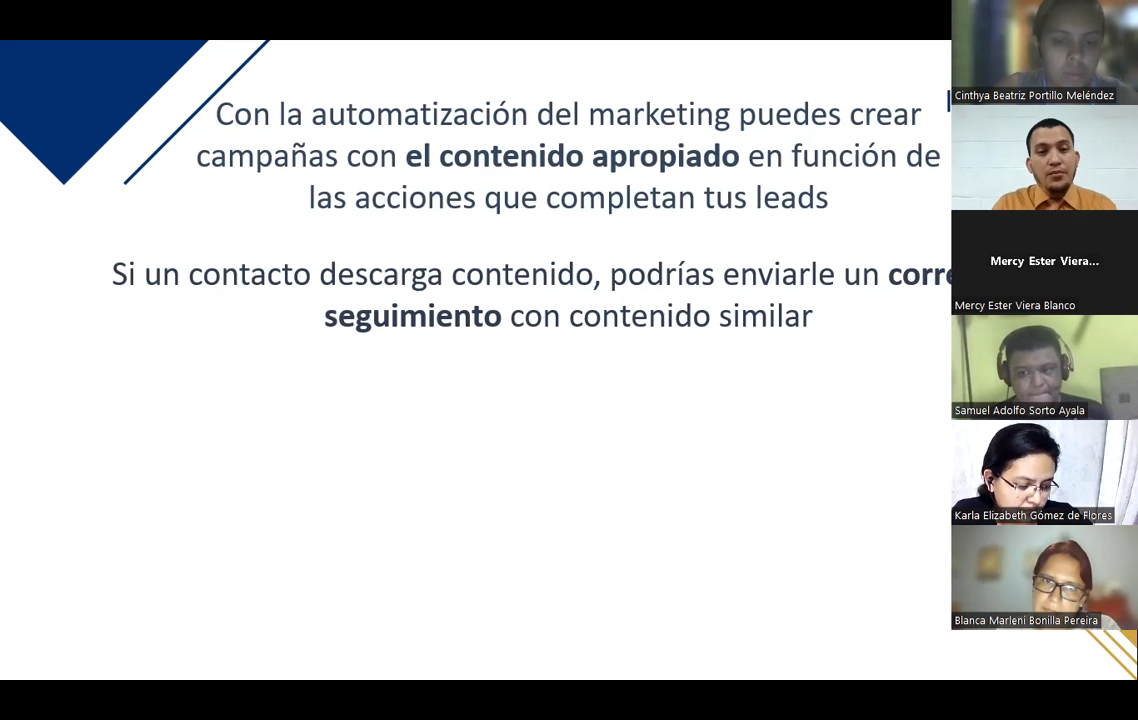 Con la automatización del marketing puedes crear
campañas con el contenido apropiado en función de
las acciones que completan tus leads
Si un contacto descarga contenido, podrías enviarle un
seguimiento con contenido similar
Cinthya Beatriz Portillo Meléndez
Mercy Ester Viera...
Mercy Ester Viera Blanco
Samuel Adolfo Sorto Ayala
Karla Elizabeth Gómez de Flores
Blanca Marleni Bonilla Pereira